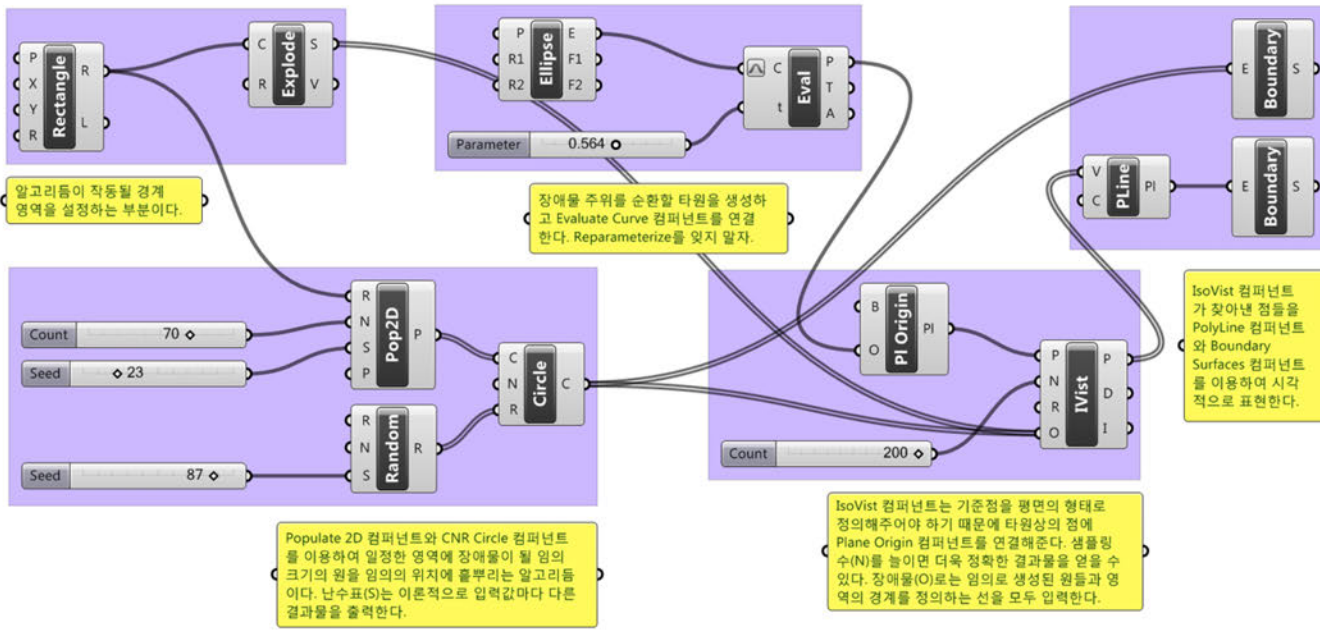 P
X
Y
R
Rectangle
R
L
C
R
Explode
S
V
P
R1
R2
Ellipse
E
F1
F2
Parameter 0.564
C
t
Eval
P
T
A
E
Boundary
S
V
C
PLine
Pl
E
Boundary
S
알고리듬이 작동될 경계
영역을 설정하는 부분이다.
장애물 주위를 순환할 타원을 생성하
고 Evaluate Curve 컴퍼넌트를 연결
한다. Reparameterize를 잊지 말자.
Count 70
Seed 23
R
N
S
P
Pop2D
P
Seed 87
R
N
S
Random
R
C
N
R
Circle
C
B
O
Pl Origin
Pl
Count 200
P
N
R
O
IVist
P
D
I
IsoVist 컴퍼넌트
가 찾아낸 점들을
PolyLine 컴퍼넌트
와 Boundary
Surfaces 컴퍼넌트
를 이용하여 시각
적으로 표현한다.
Populate 2D 컴퍼넌트와 CNR Circle 컴퍼넌트
를 이용하여 일정한 영역에 장애물이 될 임의
크기의 원을 임의의 위치에 흩뿌리는 알고리듬
이다. 난수표(S)는 이론적으로 입력값마다 다른
결과물을 출력한다.
IsoVist 컴퍼넌트는 기준점을 평면의 형태로
정의해주어야 하기 때문에 타원상의 점에
Plane Origin 컴퍼넌트를 연결해준다. 샘플링
수(N)를 늘이면 더욱 정확한 결과물을 얻을 수
있다. 장애물(O)로는 임의로 생성된 원들과 영
역의 경계를 정의하는 선을 모두 입력한다.